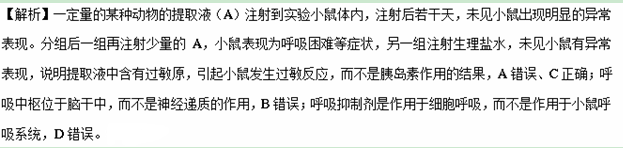 【解析】一定量的某种动物的提取液（A）注射到实验小鼠体内，注射后若干天，未见小鼠出现明显的异常
表现。分组后一组再注射少量的 A，小鼠表现为呼吸困难等症状，另一组注射生理盐水，未见小鼠有异常
表现，说明提取液中含有过敏原，引起小鼠发生过敏反应，而不是胰岛素作用的结果，A 错误、C 正确；呼
吸中枢位于脑干中，而不是神经递质的作用，B 错误；呼吸抑制剂是作用于细胞呼吸，而不是作用于小鼠呼
吸系统，D 错误。